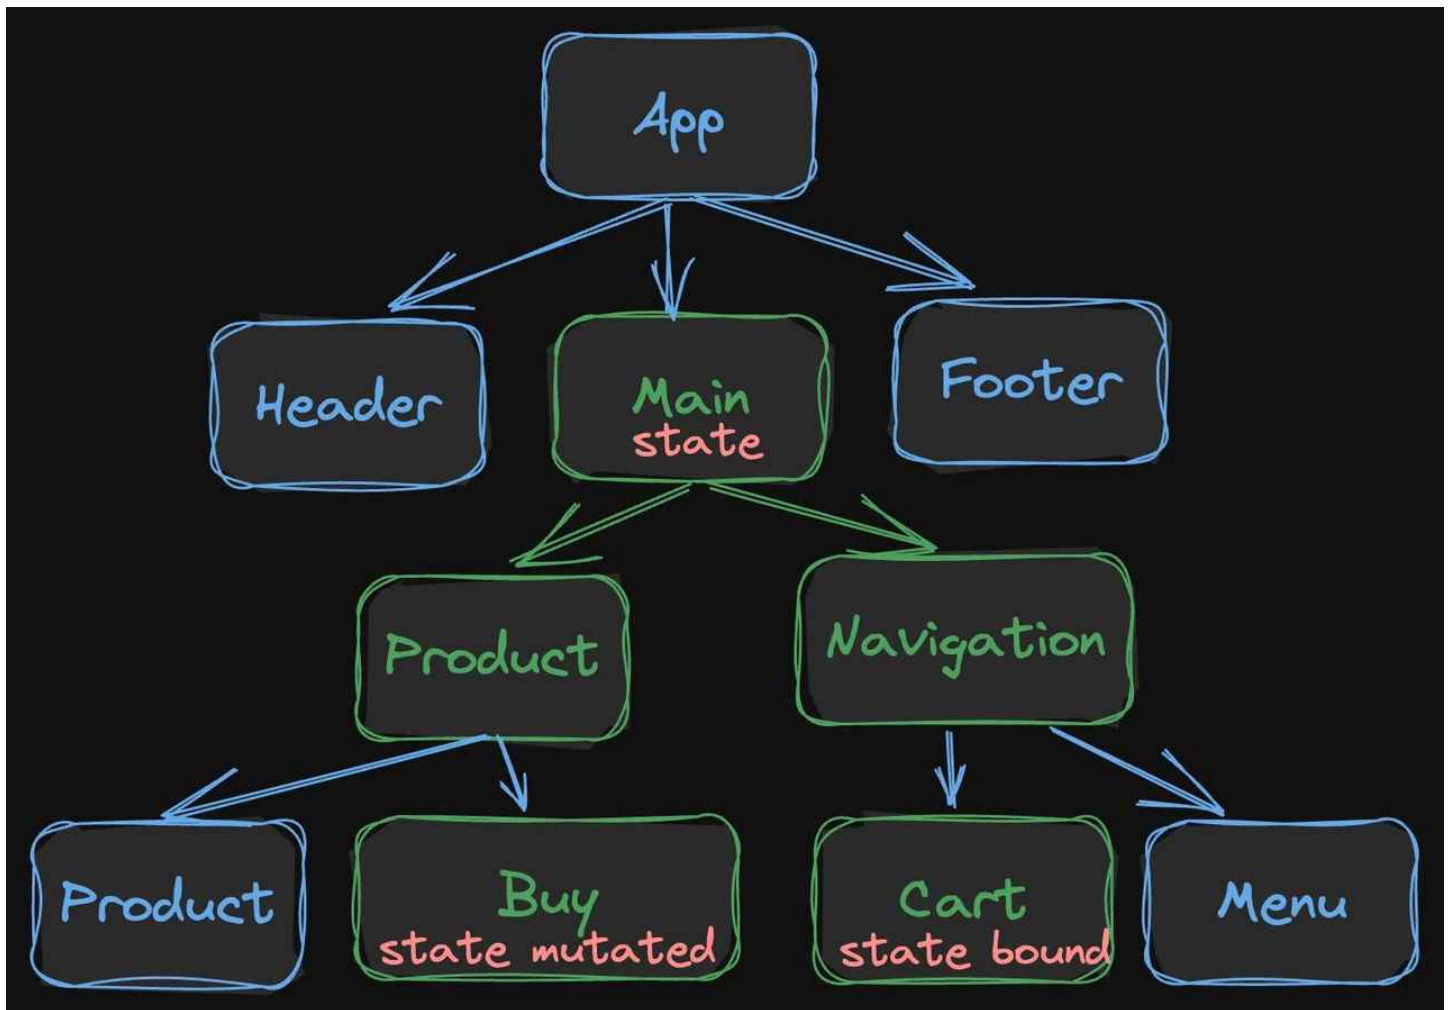 App
Header
Main
state
Footer
Product
Navigation
Product
Buy
state mutated
Cart
state bound
Menu